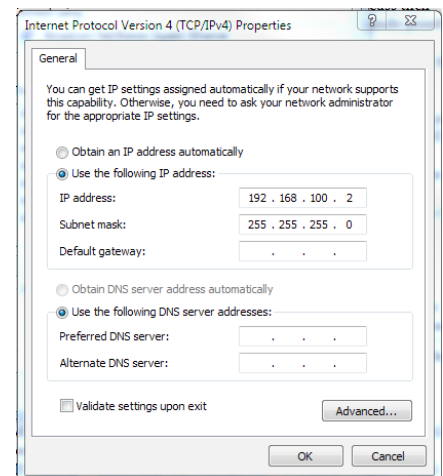 Internet Protocol Version 4 (TCP/IPv4) Properties
General
You can get IP settings assigned automatically if your network supports
this capability. Otherwise, you need to ask your network administrator
for the appropriate IP settings.
Obtain an IP address automatically
Use the following IP address:
IP address: 192 . 168 . 100 . 2
Subnet mask: 255 . 255 . 255 . 0
Default gateway: . . .
Obtain DNS server address automatically
Use the following DNS server addresses:
Preferred DNS server: . . .
Alternate DNS server: . . .
Validate settings upon exit
Advanced...
OK Cancel